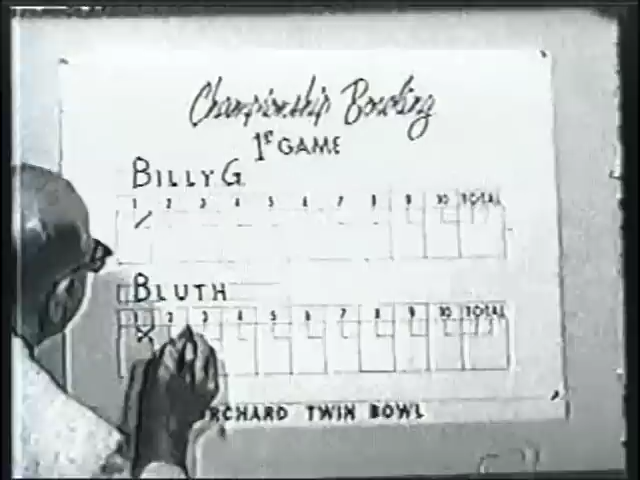 Championship Bowling
1st GAME
BILLY G
1 2 3 4 5 6 7 8 9 10 TOTAL
/
BLUTH
1 2 3 4 5 6 7 8 9 10 TOTAL
X
ORCHARD TWIN BOWL